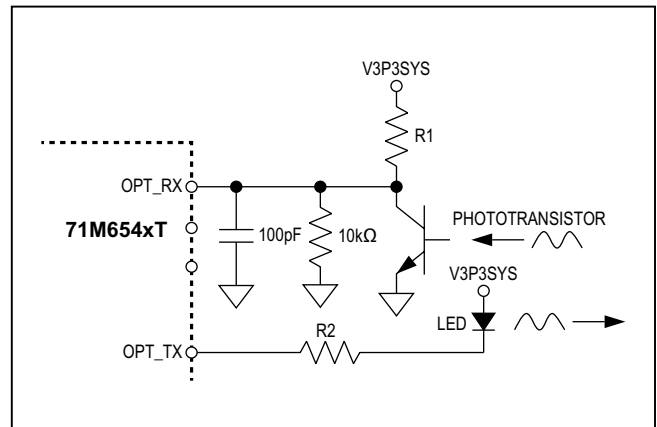 V3P3SYS
R1
OPT_RX
71M654xT
100pF
10kΩ
PHOTOTRANSISTOR
V3P3SYS
LED
R2
OPT_TX